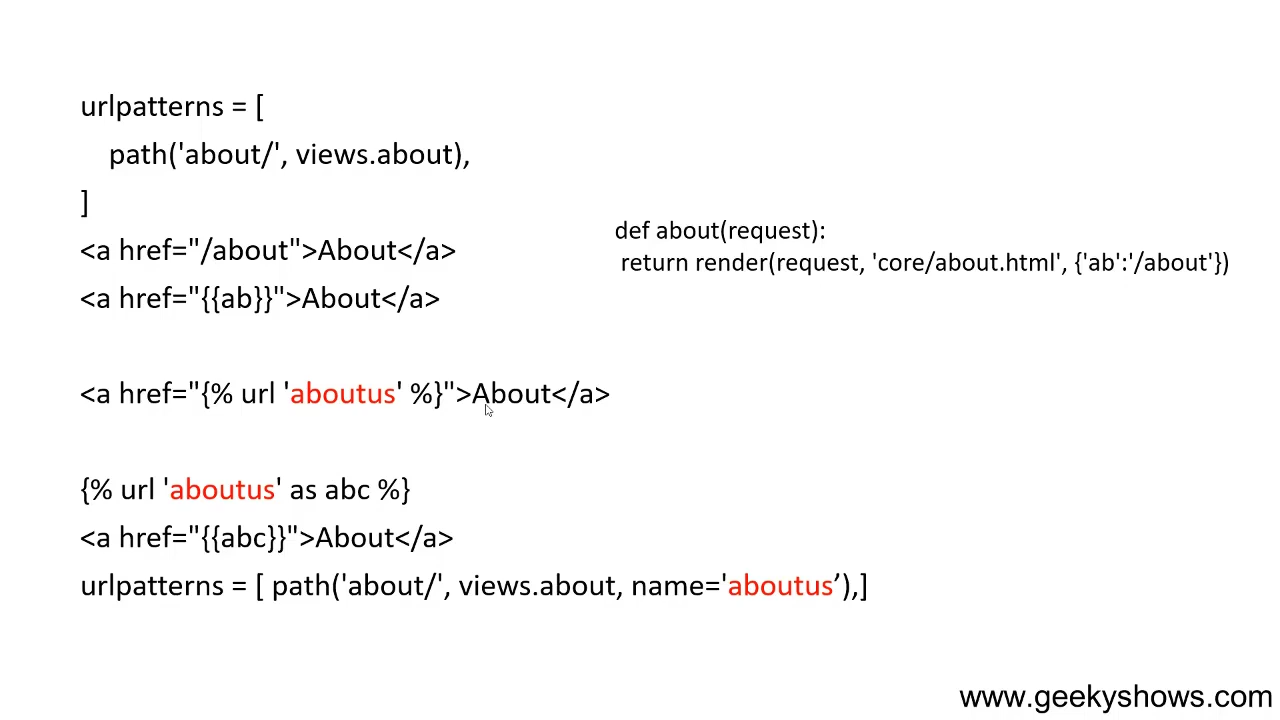 urlpatterns = [
path('about/', views.about),
]
<a href="/about">About</a>
<a href="{{ab}}">About</a>
def about(request):
return render(request, 'core/about.html', {'ab':'/about'})
<a href="{% url 'aboutus' %}">About</a>
{% url 'aboutus' as abc %}
<a href="{{abc}}">About</a>
urlpatterns = [ path('about/', views.about, name='aboutus’),]
www.geekyshows.com